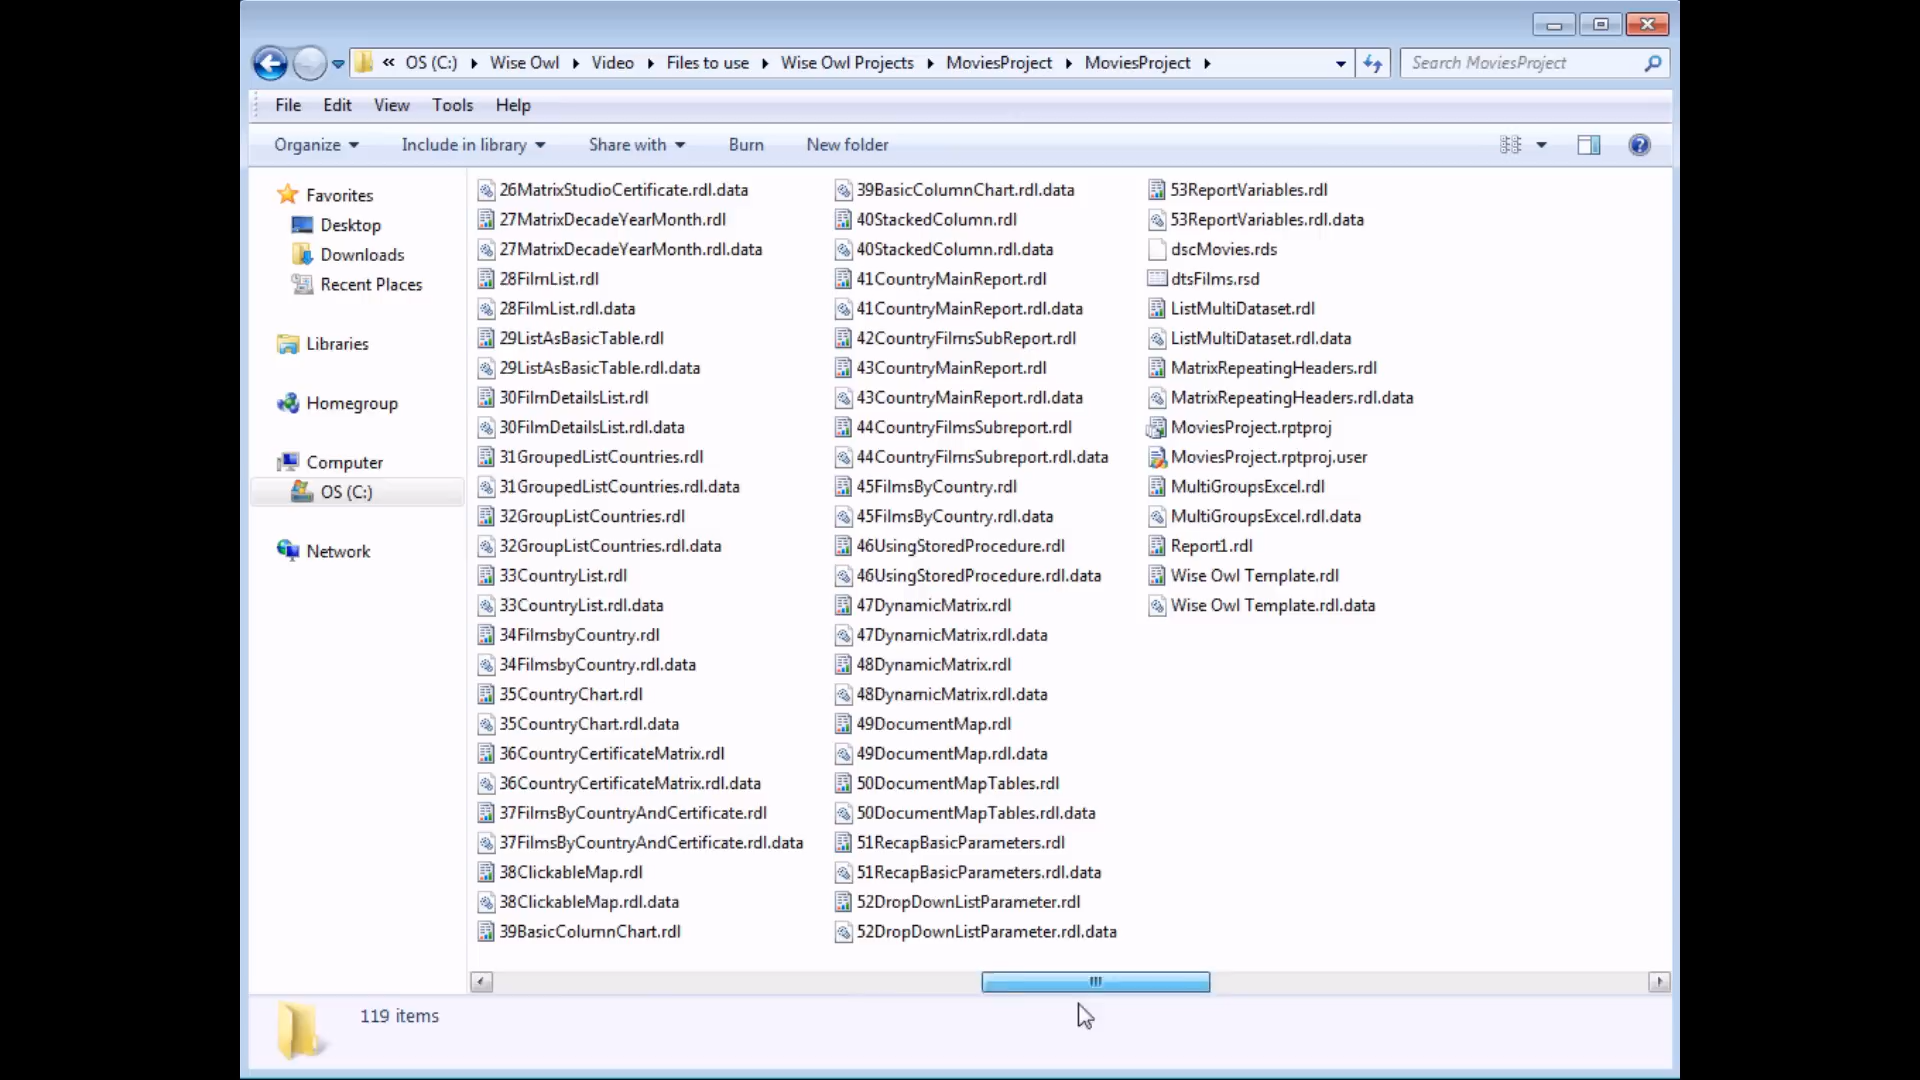 « OS (C:) Wise Owl Video Files to use Wise Owl Projects MoviesProject MoviesProject
Search MoviesProject
File Edit View Tools Help
Organize Include in library Share with Burn New folder
Favorites
Desktop
Downloads
Recent Places
Libraries
Homegroup
Computer
OS (C:)
Network
26MatrixStudioCertificate.rdl.data
27MatrixDecadeYearMonth.rdl
27MatrixDecadeYearMonth.rdl.data
28FilmList.rdl
28FilmList.rdl.data
29ListAsBasicTable.rdl
29ListAsBasicTable.rdl.data
30FilmDetailsList.rdl
30FilmDetailsList.rdl.data
31GroupedListCountries.rdl
31GroupedListCountries.rdl.data
32GroupListCountries.rdl
32GroupListCountries.rdl.data
33CountryList.rdl
33CountryList.rdl.data
34FilmsbyCountry.rdl
34FilmsbyCountry.rdl.data
35CountryChart.rdl
35CountryChart.rdl.data
36CountryCertificateMatrix.rdl
36CountryCertificateMatrix.rdl.data
37FilmsByCountryAndCertificate.rdl
37FilmsByCountryAndCertificate.rdl.data
38ClickableMap.rdl
38ClickableMap.rdl.data
39BasicColumnChart.rdl
39BasicColumnChart.rdl.data
40StackedColumn.rdl
40StackedColumn.rdl.data
41CountryMainReport.rdl
41CountryMainReport.rdl.data
42CountryFilmsSubReport.rdl
43CountryMainReport.rdl
43CountryMainReport.rdl.data
44CountryFilmsSubreport.rdl
44CountryFilmsSubreport.rdl.data
45FilmsByCountry.rdl
45FilmsByCountry.rdl.data
46UsingStoredProcedure.rdl
46UsingStoredProcedure.rdl.data
47DynamicMatrix.rdl
47DynamicMatrix.rdl.data
48DynamicMatrix.rdl
48DynamicMatrix.rdl.data
49DocumentMap.rdl
49DocumentMap.rdl.data
50DocumentMapTables.rdl
50DocumentMapTables.rdl.data
51RecapBasicParameters.rdl
51RecapBasicParameters.rdl.data
52DropDownListParameter.rdl
52DropDownListParameter.rdl.data
53ReportVariables.rdl
53ReportVariables.rdl.data
dscMovies.rds
dtsFilms.rsd
ListMultiDataset.rdl
ListMultiDataset.rdl.data
MatrixRepeatingHeaders.rdl
MatrixRepeatingHeaders.rdl.data
MoviesProject.rptproj
MoviesProject.rptproj.user
MultiGroupsExcel.rdl
MultiGroupsExcel.rdl.data
Report1.rdl
Wise Owl Template.rdl
Wise Owl Template.rdl.data
119 items